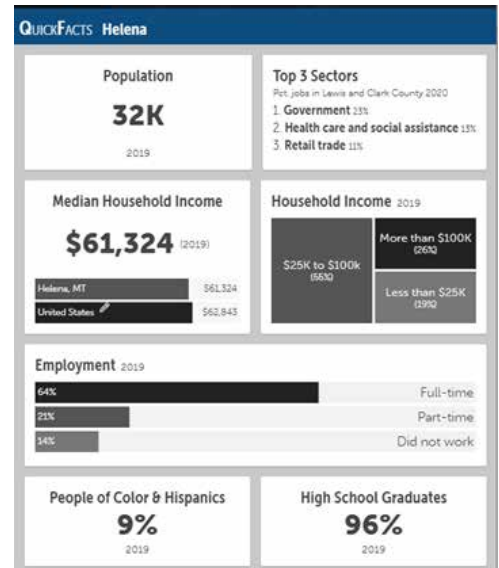 QUICKFACTS Helena
Population
32K
2019
Top 3 Sectors
Pct. jobs in Lewis and Clark County 2020
1. Government 23%
2. Health care and social assistance 13%
3. Retail trade 11%
Median Household Income
$61,324 (2019)
Helena, MT $61,324
United States $62,843
Household Income 2019
$25K to $100k
(55%)
More than $100K
(26%)
Less than $25K
(19%)
Employment 2019
64% Full-time
21% Part-time
14% Did not work
People of Color & Hispanics
9%
2019
High School Graduates
96%
2019